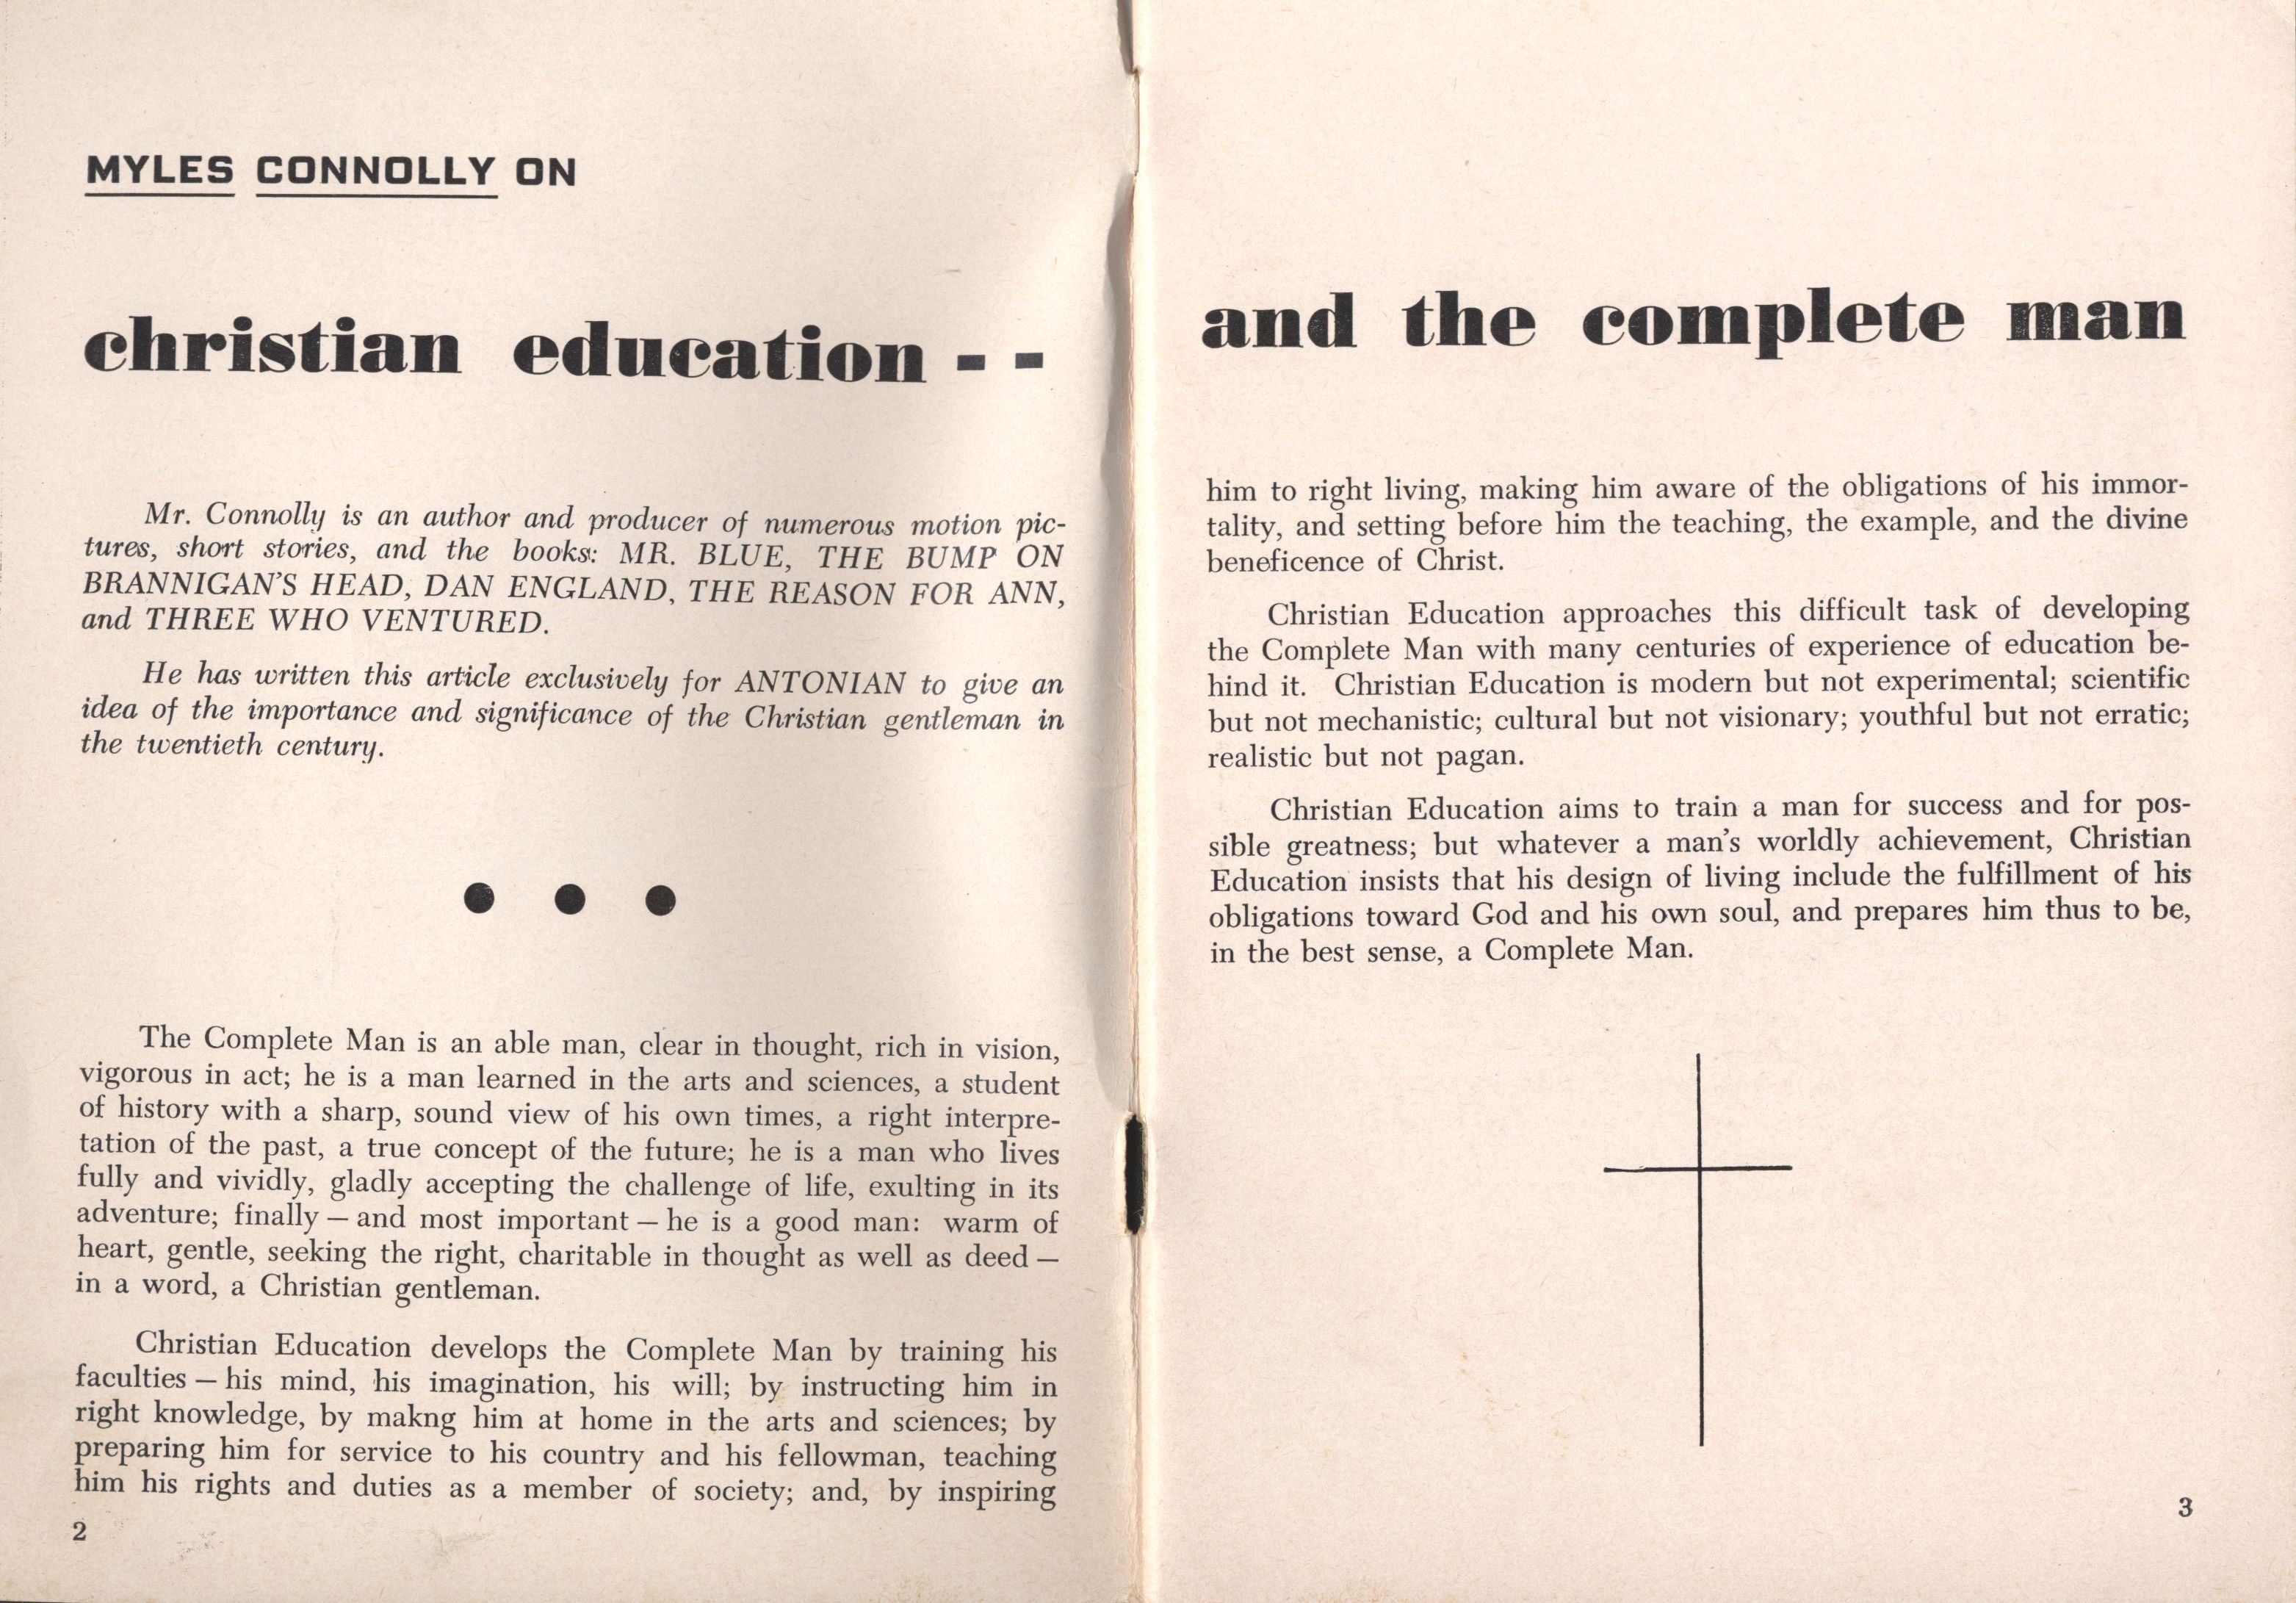 MYLES CONNOLLY ON
christian education - -
Mr. Connolly is an author and producer of numerous motion pic-
tures, short stories, and the books: MR. BLUE, THE BUMP ON
BRANNIGAN'S HEAD, DAN ENGLAND, THE REASON FOR ANN,
and THREE WHO VENTURED.
He has written this article exclusively for ANTONIAN to give an
idea of the importance and significance of the Christian gentleman in
the twentieth century.
The Complete Man is an able man, clear in thought, rich in vision,
vigorous in act; he is a man learned in the arts and sciences, a student
of history with a sharp, sound view of his own times, a right interpre-
tation of the past, a true concept of the future; he is a man who lives
fully and vividly, gladly accepting the challenge of life, exulting in its
adventure; finally — and most important — he is a good man: warm of
heart, gentle, seeking the right, charitable in thought as well as deed —
in a word, a Christian gentleman.
Christian Education develops the Complete Man by training his
faculties — his mind, his imagination, his will; by instructing him in
right knowledge, by makng him at home in the arts and sciences; by
preparing him for service to his country and his fellowman, teaching
him his rights and duties as a member of society; and, by inspiring
2
and the complete man
him to right living, making him aware of the obligations of his immor-
tality, and setting before him the teaching, the example, and the divine
beneficence of Christ.
Christian Education approaches this difficult task of developing
the Complete Man with many centuries of experience of education be-
hind it. Christian Education is modern but not experimental; scientific
but not mechanistic; cultural but not visionary; youthful but not erratic;
realistic but not pagan.
Christian Education aims to train a man for success and for pos-
sible greatness; but whatever a man's worldly achievement, Christian
Education insists that his design of living include the fulfillment of his
obligations toward God and his own soul, and prepares him thus to be,
in the best sense, a Complete Man.
3